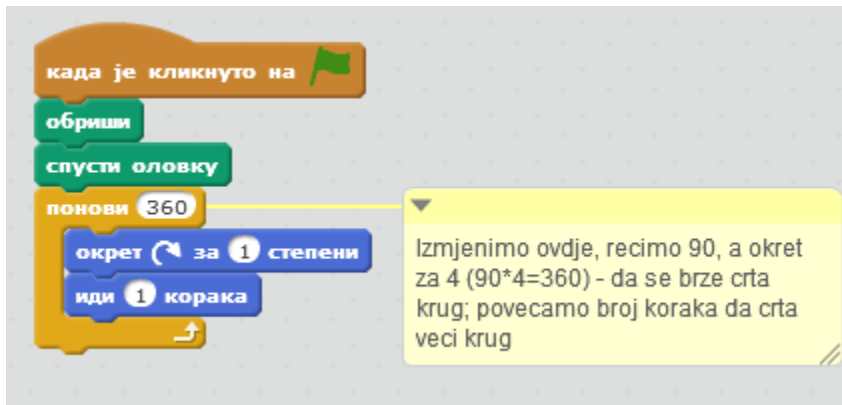 када је кликнуто на
обриши
спусти оловку
понови 360
окрет за 1 степени
иди 1 корака
Izmjenimo ovdje, recimo 90, a okret
za 4 (90*4=360) - da se brze crta
krug; povecamo broj koraka da crta
veci krug